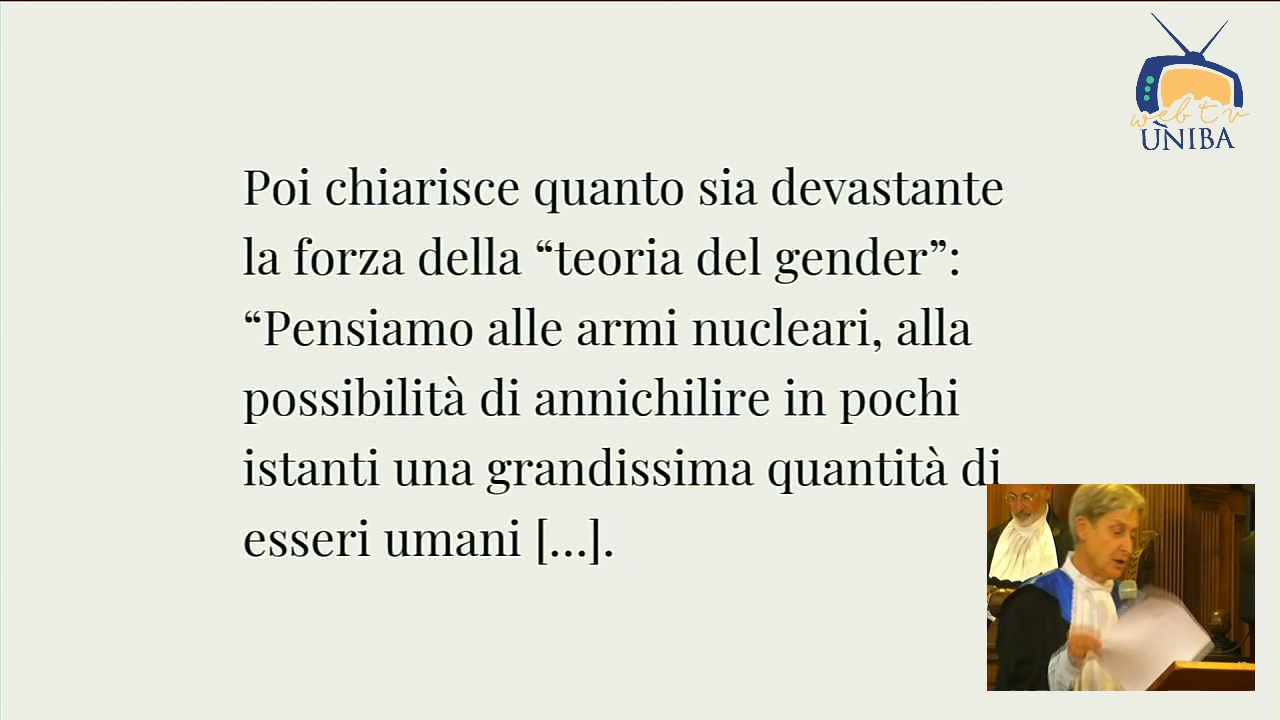 web tv
UNIBA
Poi chiarisce quanto sia devastante
la forza della “teoria del gender”:
“Pensiamo alle armi nucleari, alla
possibilità di annichilire in pochi
istanti una grandissima quantità di
esseri umani [...].